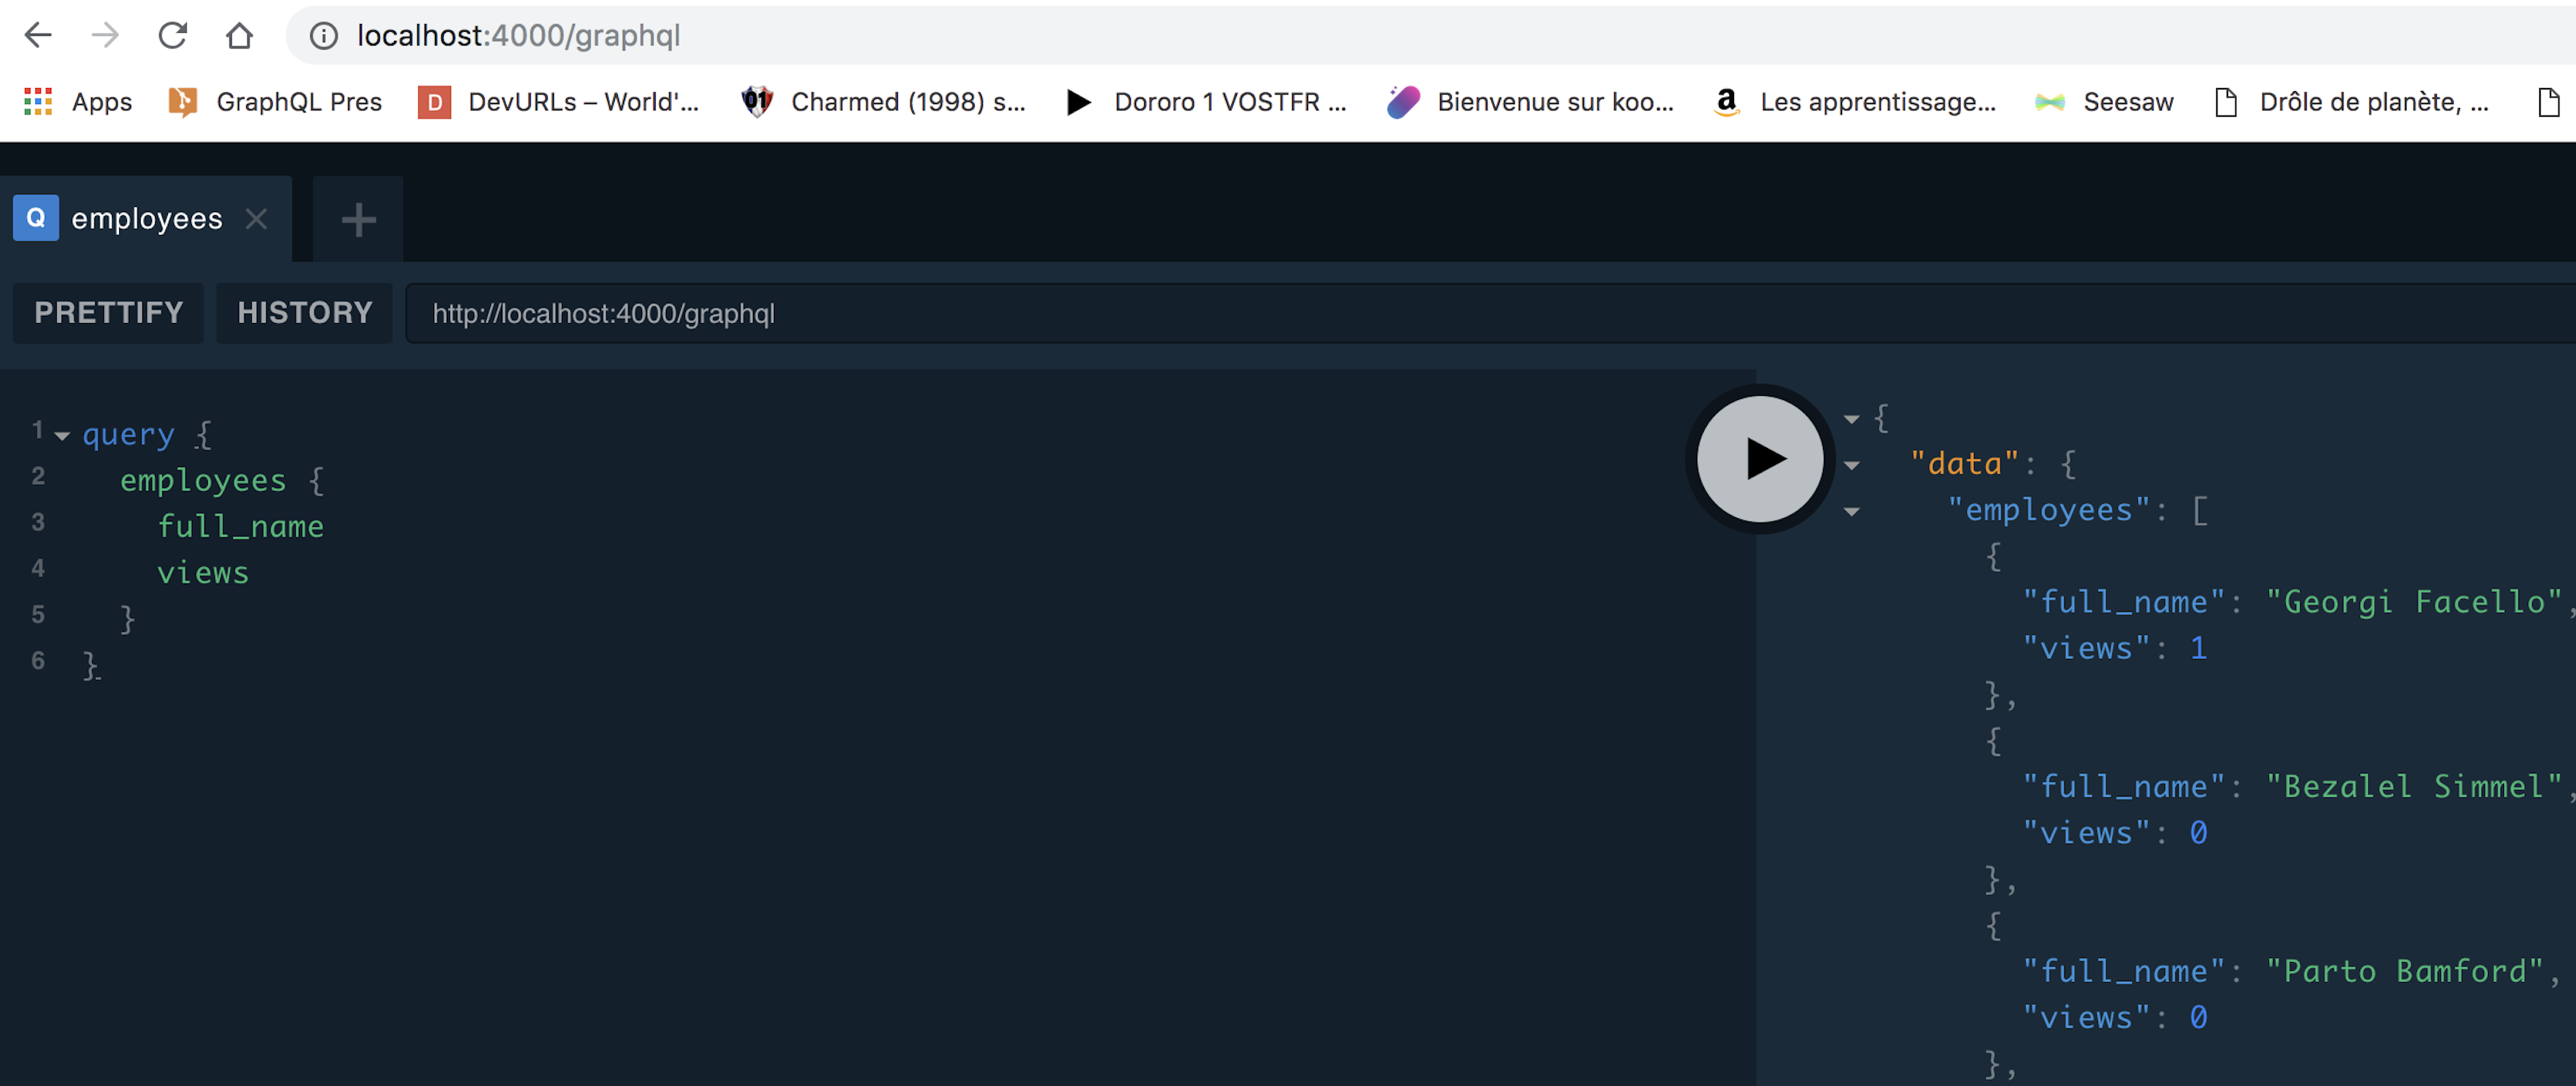 localhost:4000/graphql
Apps GraphQL Pres D DevURLs – World'... 01 Charmed (1998) s... Dororo 1 VOSTFR ... Bienvenue sur koo... a Les apprentissage... Seesaw Drôle de planète, ...
Q employees
PRETTIFY HISTORY http://localhost:4000/graphql
1 query {
2 employees {
3 full_name
4 views
5 }
6 }
{
"data": {
"employees": [
{
"full_name": "Georgi Facello",
"views": 1
},
{
"full_name": "Bezalel Simmel",
"views": 0
},
{
"full_name": "Parto Bamford",
"views": 0
},